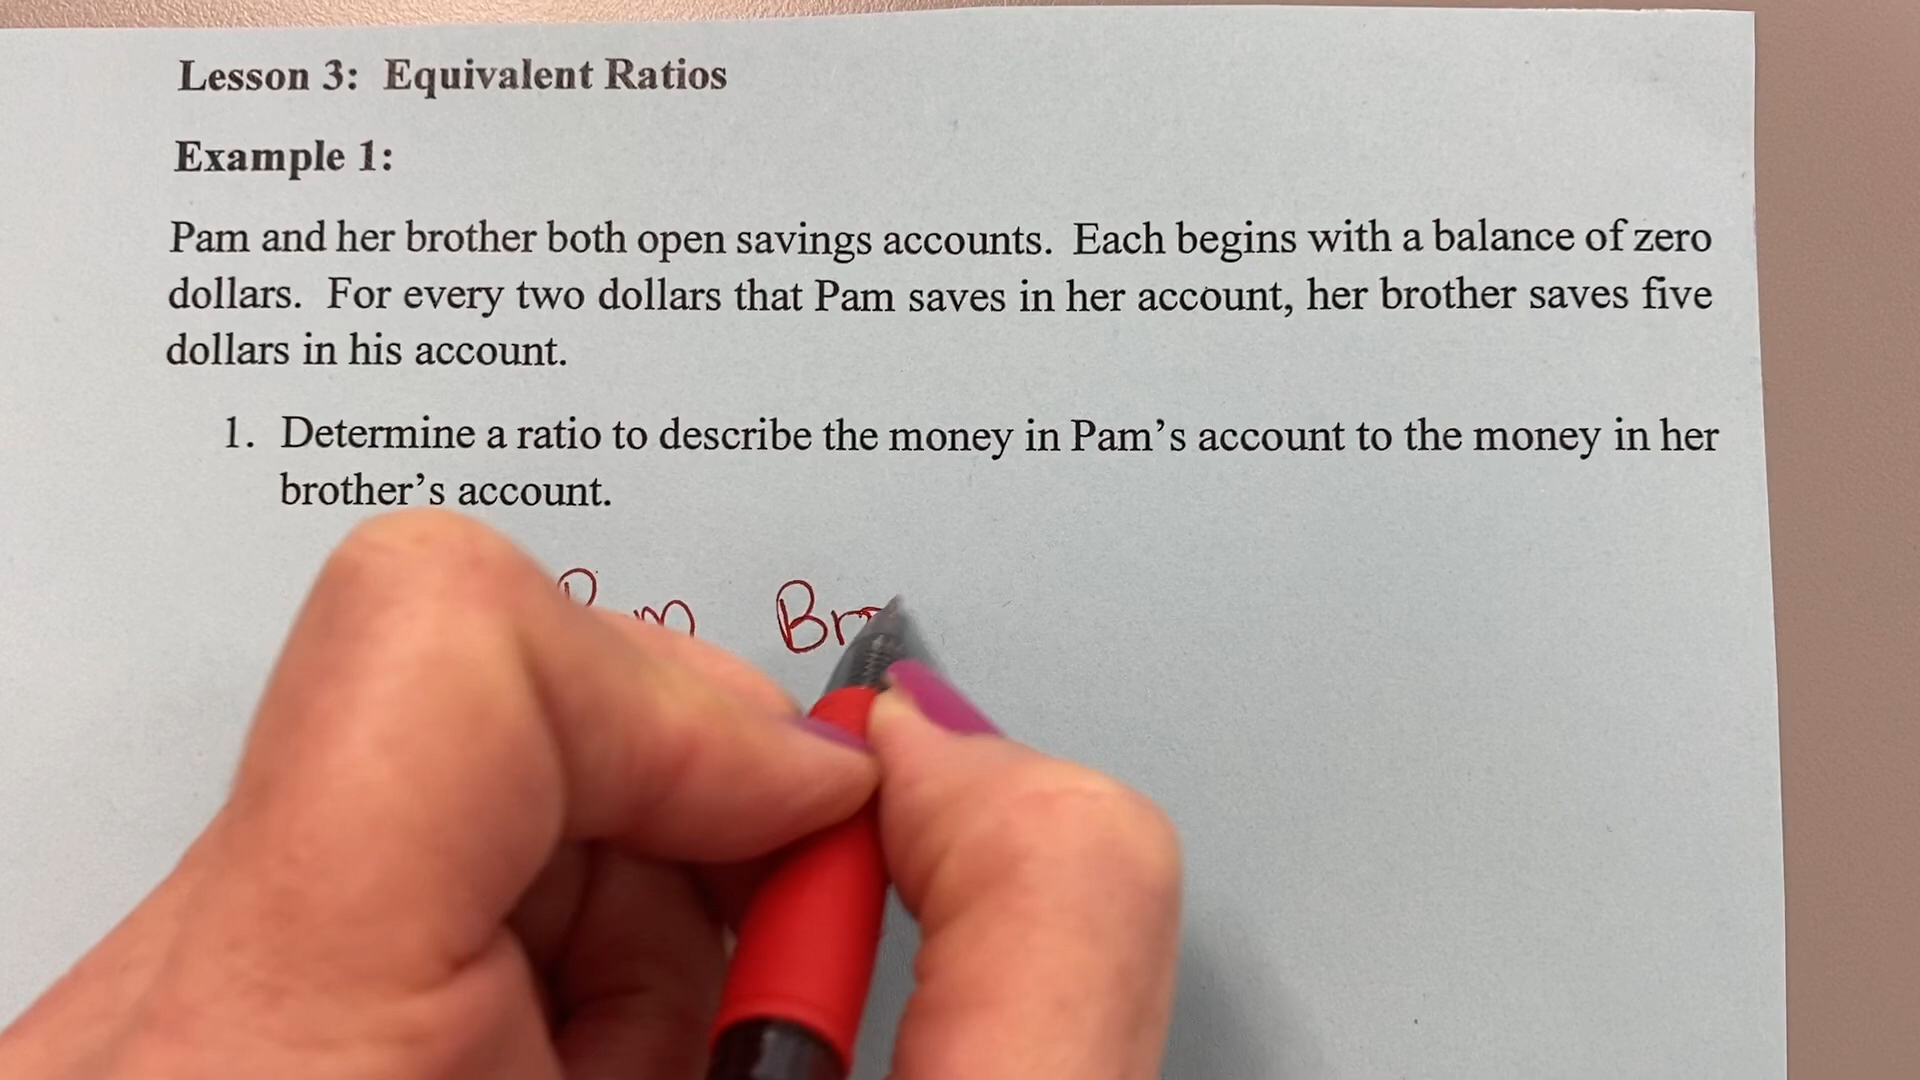 Lesson 3: Equivalent Ratios
Example 1:
Pam and her brother both open savings accounts. Each begins with a balance of zero
dollars. For every two dollars that Pam saves in her account, her brother saves five
dollars in his account.
1. Determine a ratio to describe the money in Pam’s account to the money in her
brother’s account.
Bro